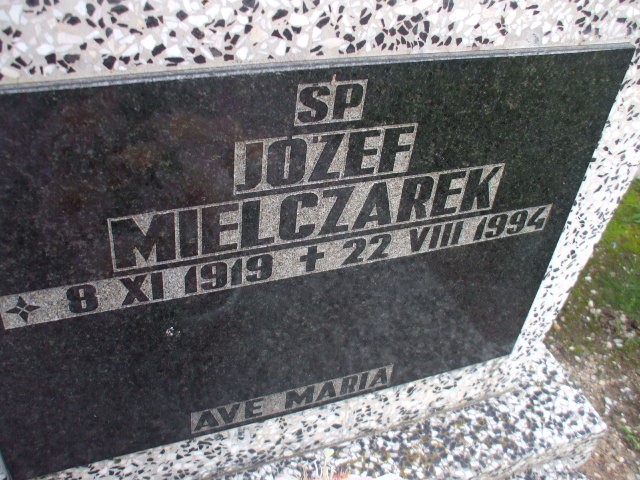 SP
JÓZEF
MIELCZAREK
8 XI 1919 + 22 VIII 1994
AVE MARIA